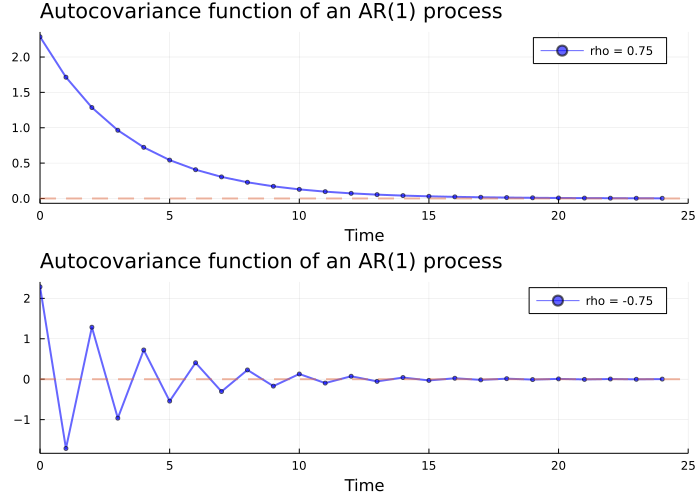 Autocovariance function of an AR(1) process
rho = 0.75
2.0
1.5
1.0
0.5
0.0
0 5 10 15 20 25
Time
Autocovariance function of an AR(1) process
rho = -0.75
2
1
0
−1
0 5 10 15 20 25
Time